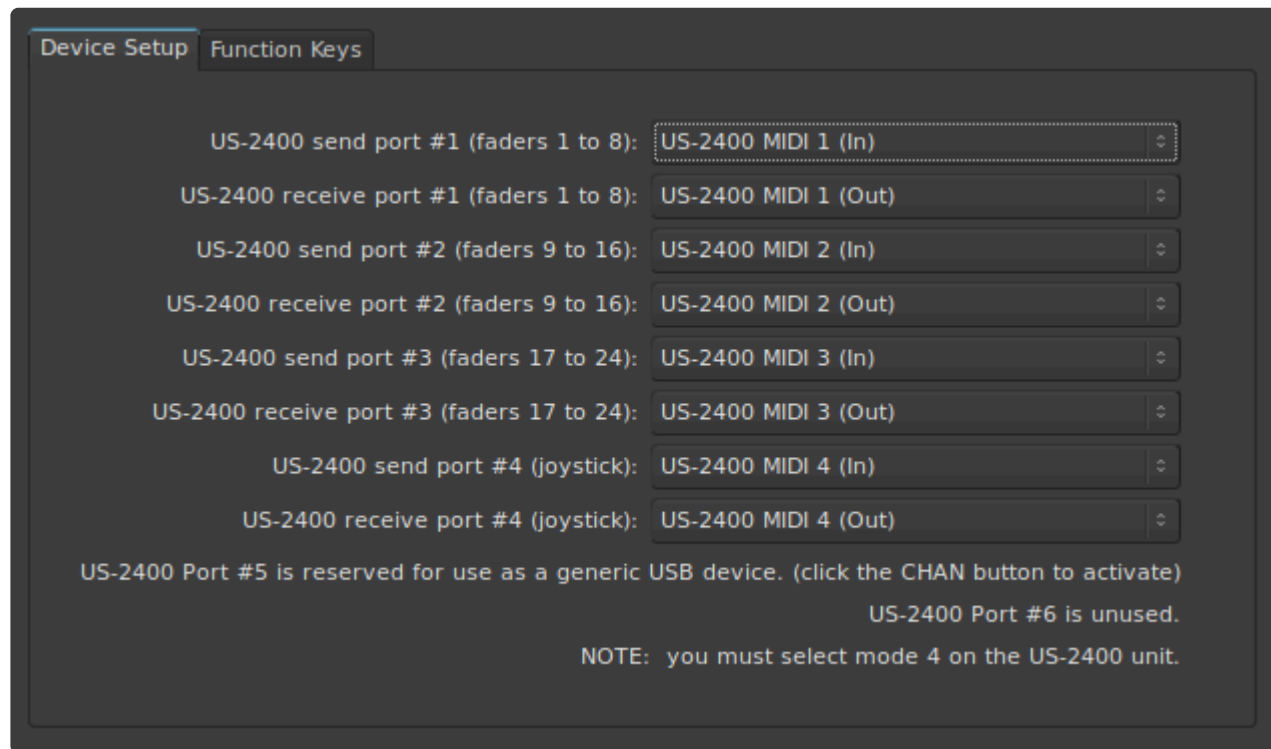 Device Setup Function Keys
US-2400 send port #1 (faders 1 to 8): US-2400 MIDI 1 (In)
US-2400 receive port #1 (faders 1 to 8): US-2400 MIDI 1 (Out)
US-2400 send port #2 (faders 9 to 16): US-2400 MIDI 2 (In)
US-2400 receive port #2 (faders 9 to 16): US-2400 MIDI 2 (Out)
US-2400 send port #3 (faders 17 to 24): US-2400 MIDI 3 (In)
US-2400 receive port #3 (faders 17 to 24): US-2400 MIDI 3 (Out)
US-2400 send port #4 (joystick): US-2400 MIDI 4 (In)
US-2400 receive port #4 (joystick): US-2400 MIDI 4 (Out)
US-2400 Port #5 is reserved for use as a generic USB device. (click the CHAN button to activate)
US-2400 Port #6 is unused.
NOTE:  you must select mode 4 on the US-2400 unit.